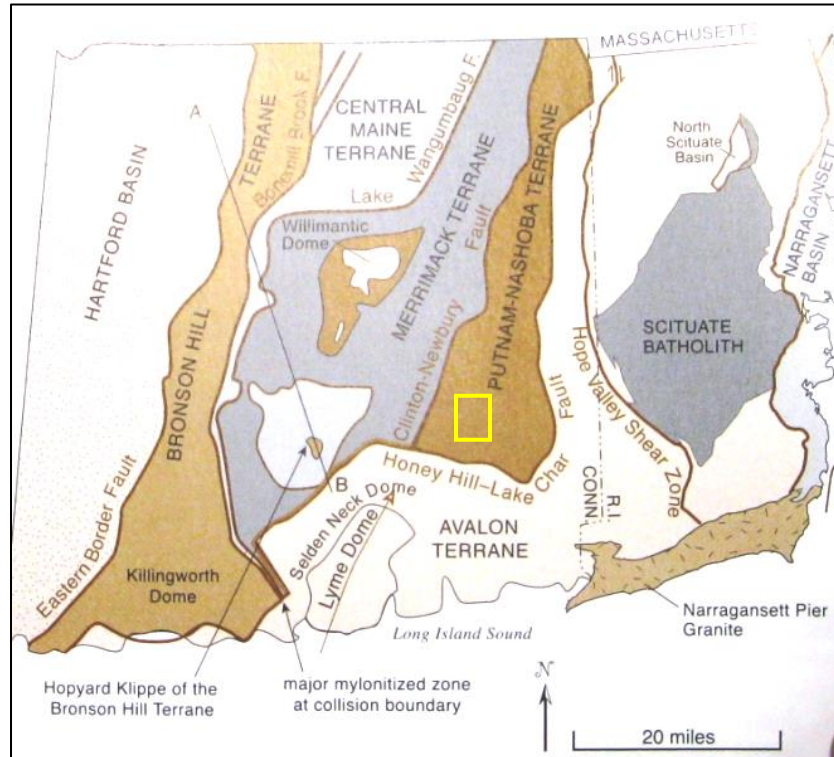 MASSACHUSETTS
HARTFORD BASIN
Eastern Border Fault
BRONSON HILL
TERRANE
Bonemill Brook F.
A
CENTRAL
MAINE
TERRANE
Lake
Wangumbaug F.
Willimantic
Dome
MERRIMACK TERRANE
Clinton-Newbury
Fault
PUTNAM-NASHOBA TERRANE
North
Scituate
Basin
NARRAGANSETT
BASIN
SCITUATE
BATHOLITH
Hope Valley Shear Zone
CONN.
R.I.
Honey Hill–Lake
Char
Fault
B
Selden Neck Dome
Lyme Dome
AVALON
TERRANE
Killingworth
Dome
Long Island Sound
Narragansett Pier
Granite
Hopyard Klippe of the
Bronson Hill Terrane
major mylonitized zone
at collision boundary
N
20 miles